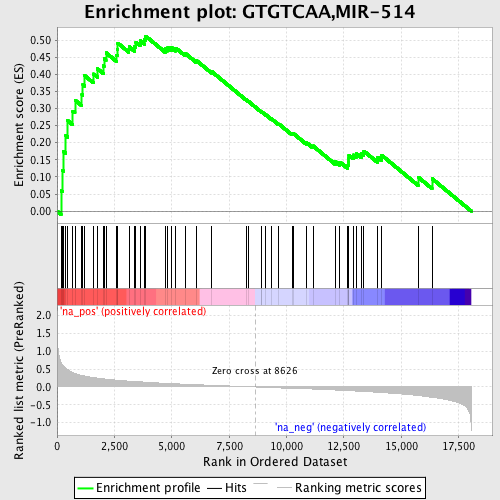 Enrichment plot: GTGTCAA,MIR-514
Enrichment score (ES)
0.50
0.45
0.40
0.35
0.30
0.25
0.20
0.15
0.10
0.05
0.00
'na_pos' (positively correlated)
Ranked list metric (PreRanked)
2.0
1.5
1.0
0.5
0.0
-0.5
-1.0
Zero cross at 8626
'na_neg' (negatively correlated)
0 2,500 5,000 7,500 10,000 12,500 15,000 17,500
Rank in Ordered Dataset
Enrichment profile Hits Ranking metric scores